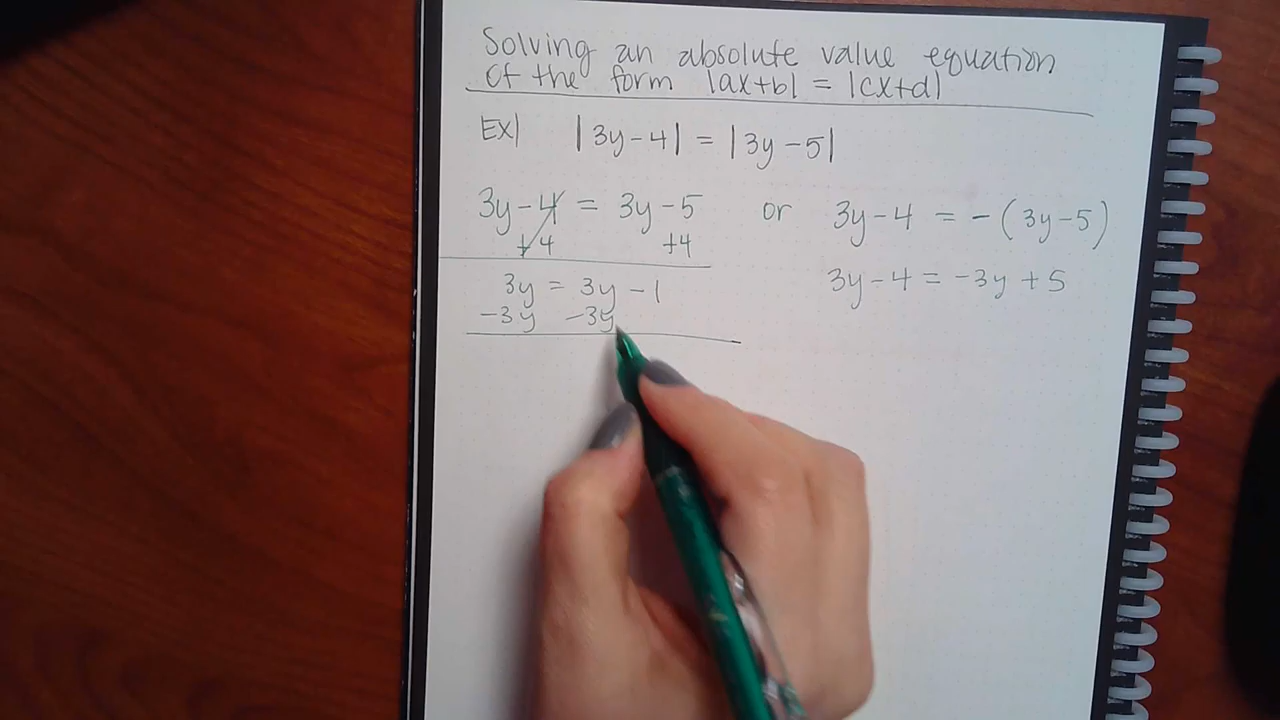 Solving an absolute value equation
of the form |ax+b| = |cx+d|
EX| |3y-4| = |3y-5|
3y-4 = 3y-5 or 3y-4 = -(3y-5)
+4 +4
3y-4 = -3y+5
3y = 3y-1
-3y -3y